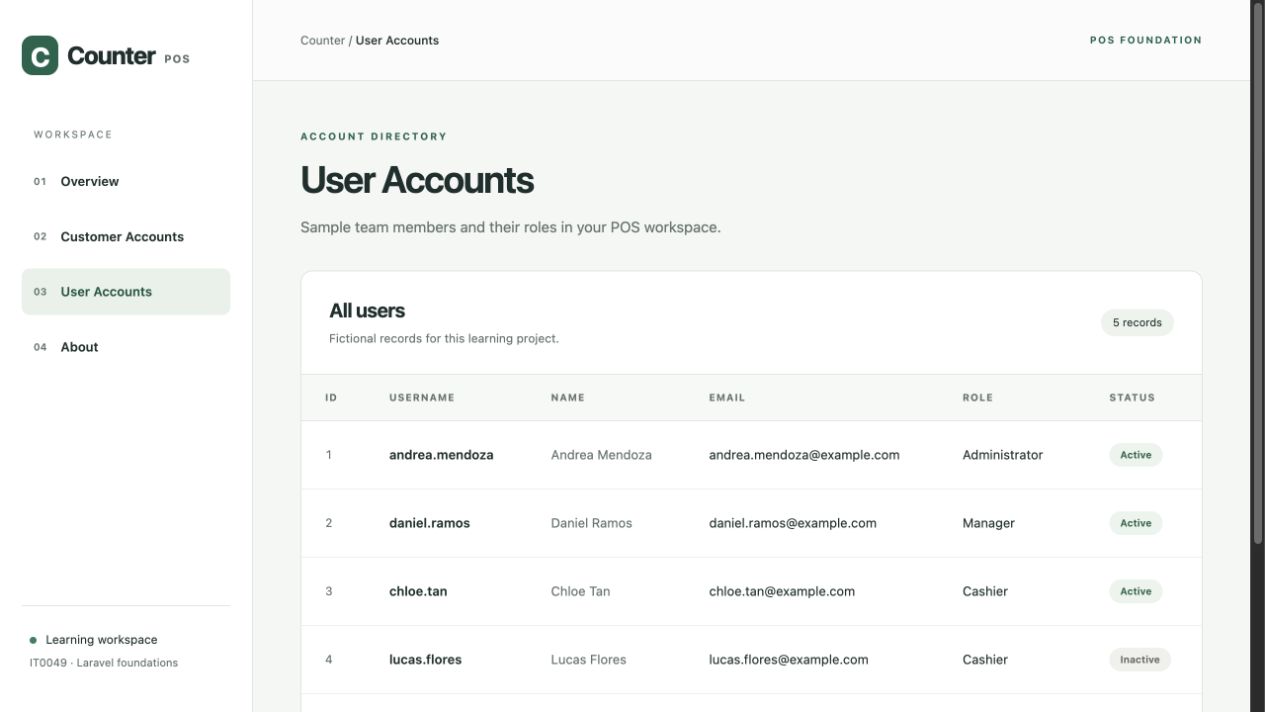 C Counter POS
WORKSPACE
01 Overview
02 Customer Accounts
03 User Accounts
04 About
Learning workspace
IT0049 · Laravel foundations
Counter / User Accounts
POS FOUNDATION
ACCOUNT DIRECTORY
User Accounts
Sample team members and their roles in your POS workspace.
All users
Fictional records for this learning project.
5 records
ID USERNAME NAME EMAIL ROLE STATUS
1 andrea.mendoza Andrea Mendoza andrea.mendoza@example.com Administrator Active
2 daniel.ramos Daniel Ramos daniel.ramos@example.com Manager Active
3 chloe.tan Chloe Tan chloe.tan@example.com Cashier Active
4 lucas.flores Lucas Flores lucas.flores@example.com Cashier Inactive